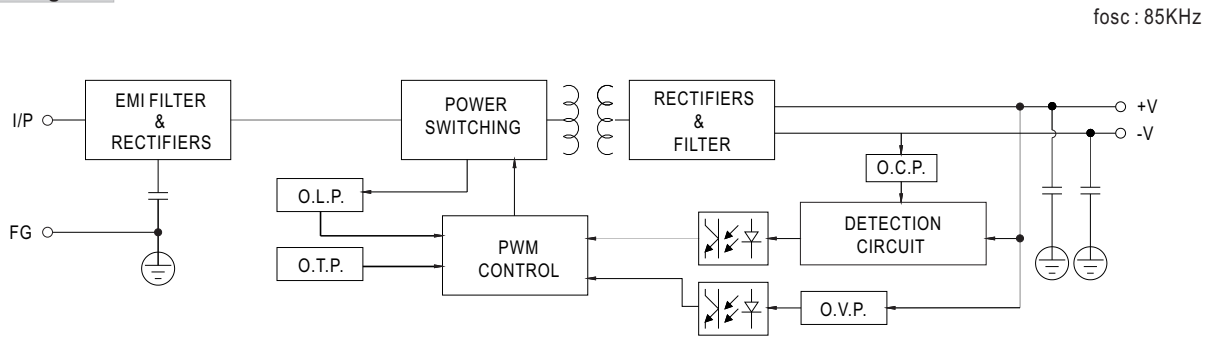 fosc : 85KHz
I/P
EMI FILTER
&
RECTIFIERS
POWER
SWITCHING
RECTIFIERS
&
FILTER
+V
-V
O.C.P.
O.L.P.
FG
DETECTION
CIRCUIT
PWM
CONTROL
O.T.P.
O.V.P.